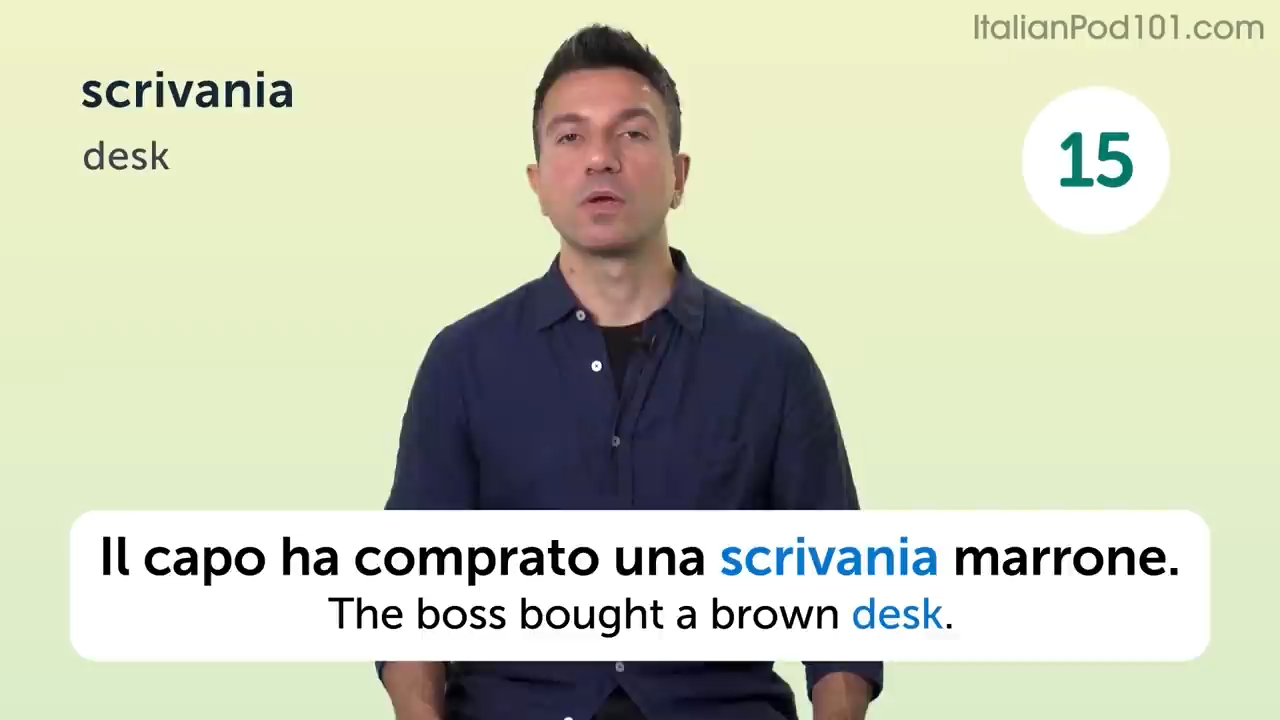 ItalianPod101.com
scrivania
desk
15
Il capo ha comprato una scrivania marrone.
The boss bought a brown desk.